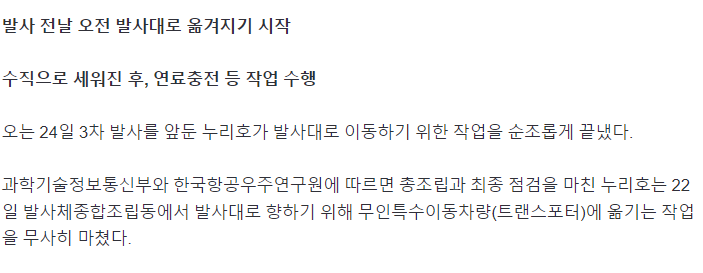 발사 전날 오전 발사대로 옮겨지기 시작
수직으로 세워진 후, 연료충전 등 작업 수행
오는 24일 3차 발사를 앞둔 누리호가 발사대로 이동하기 위한 작업을 순조롭게 끝냈다.
과학기술정보통신부와 한국항공우주연구원에 따르면 총조립과 최종 점검을 마친 누리호는 22
일 발사체종합조립동에서 발사대로 향하기 위해 무인특수이동차량(트랜스포터)에 옮기는 작업
을 무사히 마쳤다.